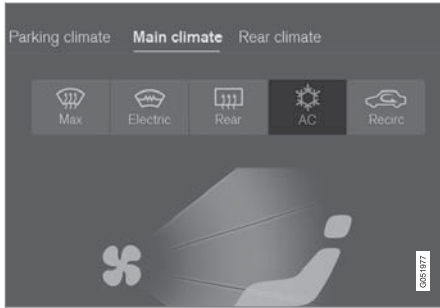 Parking climate Main climate Rear climate
Max Electric Rear AC Recirc
G051977